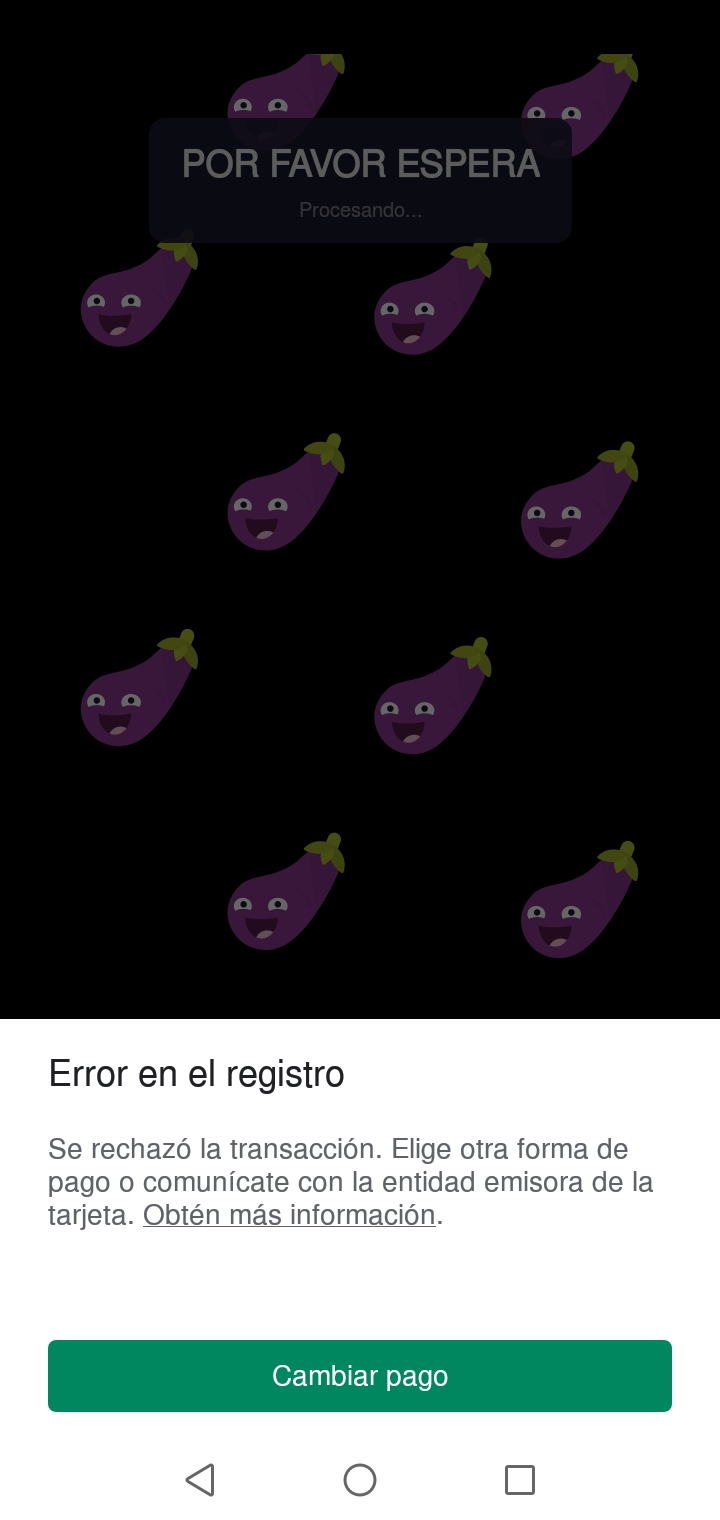 POR FAVOR ESPERA
Procesando...
Error en el registro
Se rechazó la transacción. Elige otra forma de
pago o comunícate con la entidad emisora de la
tarjeta. Obtén más información.
Cambiar pago